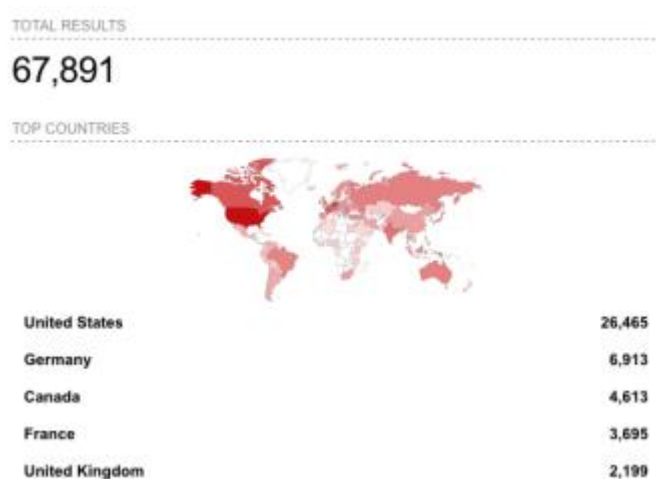 TOTAL RESULTS
67,891
TOP COUNTRIES
United States 26,465
Germany 6,913
Canada 4,613
France 3,695
United Kingdom 2,199